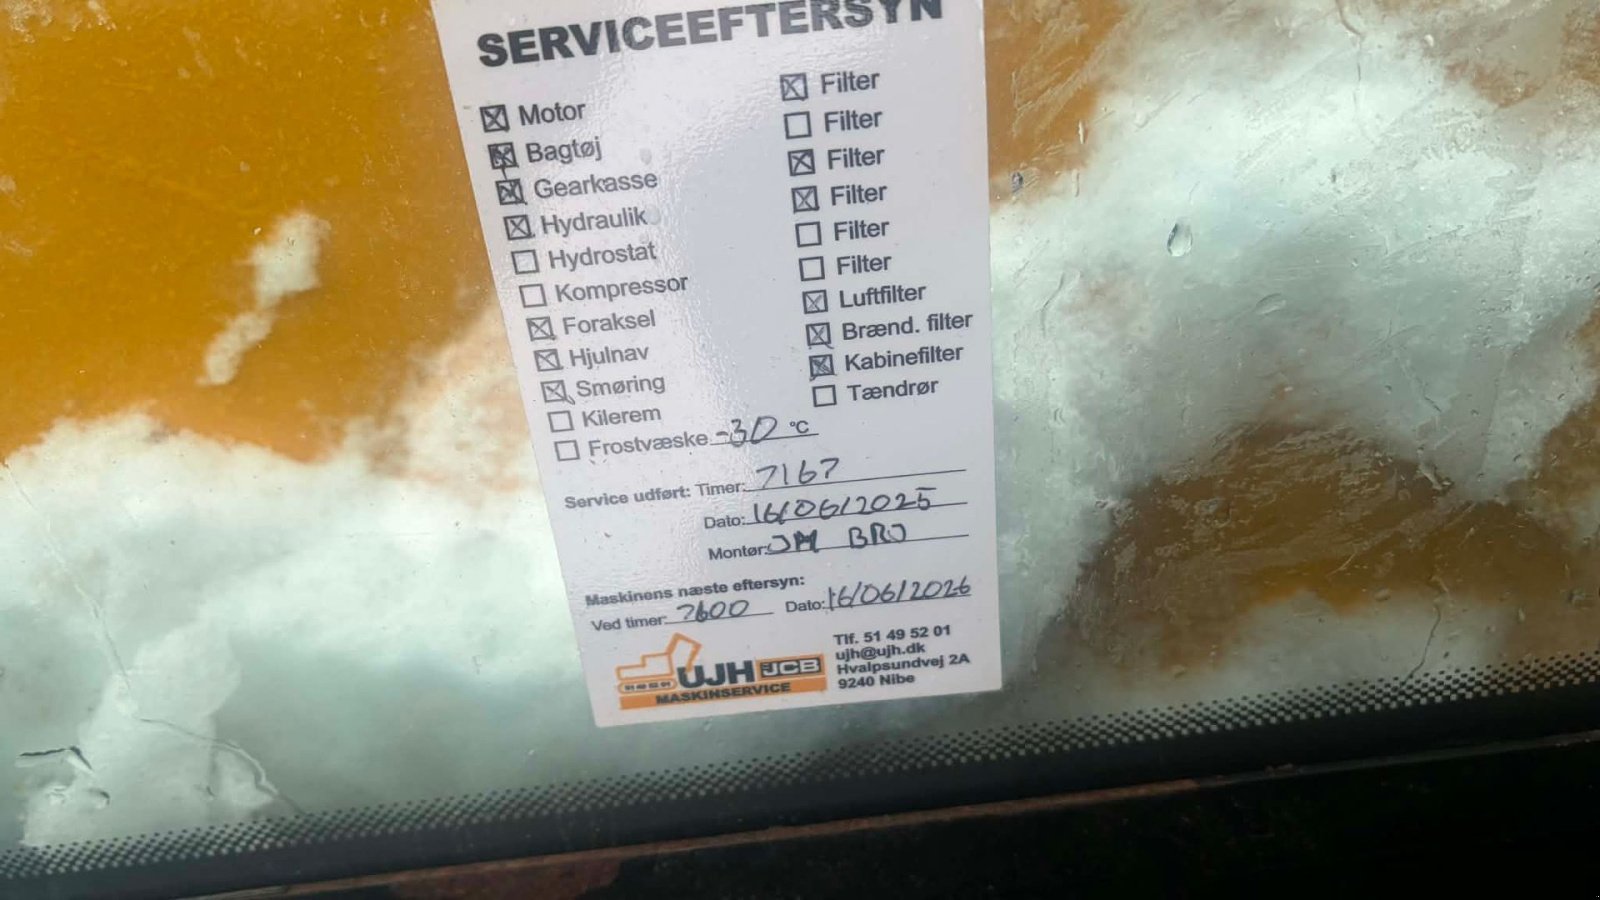 SERVICEEFTERSYN
Motor Filter
Bagtøj Filter
Gearkasse Filter
Hydraulik Filter
Hydrostat Filter
Kompressor Filter
Foraksel Luftfilter
Hjulnav Brænd. filter
Smøring Kabinefilter
Kilerem Tændrør
Frostvæske -30 °C
Service udført: Timer: 7167
Dato: 16/06/2025
Montør: JM BRJ
Maskinens næste eftersyn:
Ved timer: 7600 Dato: 16/06/2026
UJH JCB
MASKINSERVICE
Tlf. 51 49 52 01
ujh@ujh.dk
Hvalpsundvej 2A
9240 Nibe